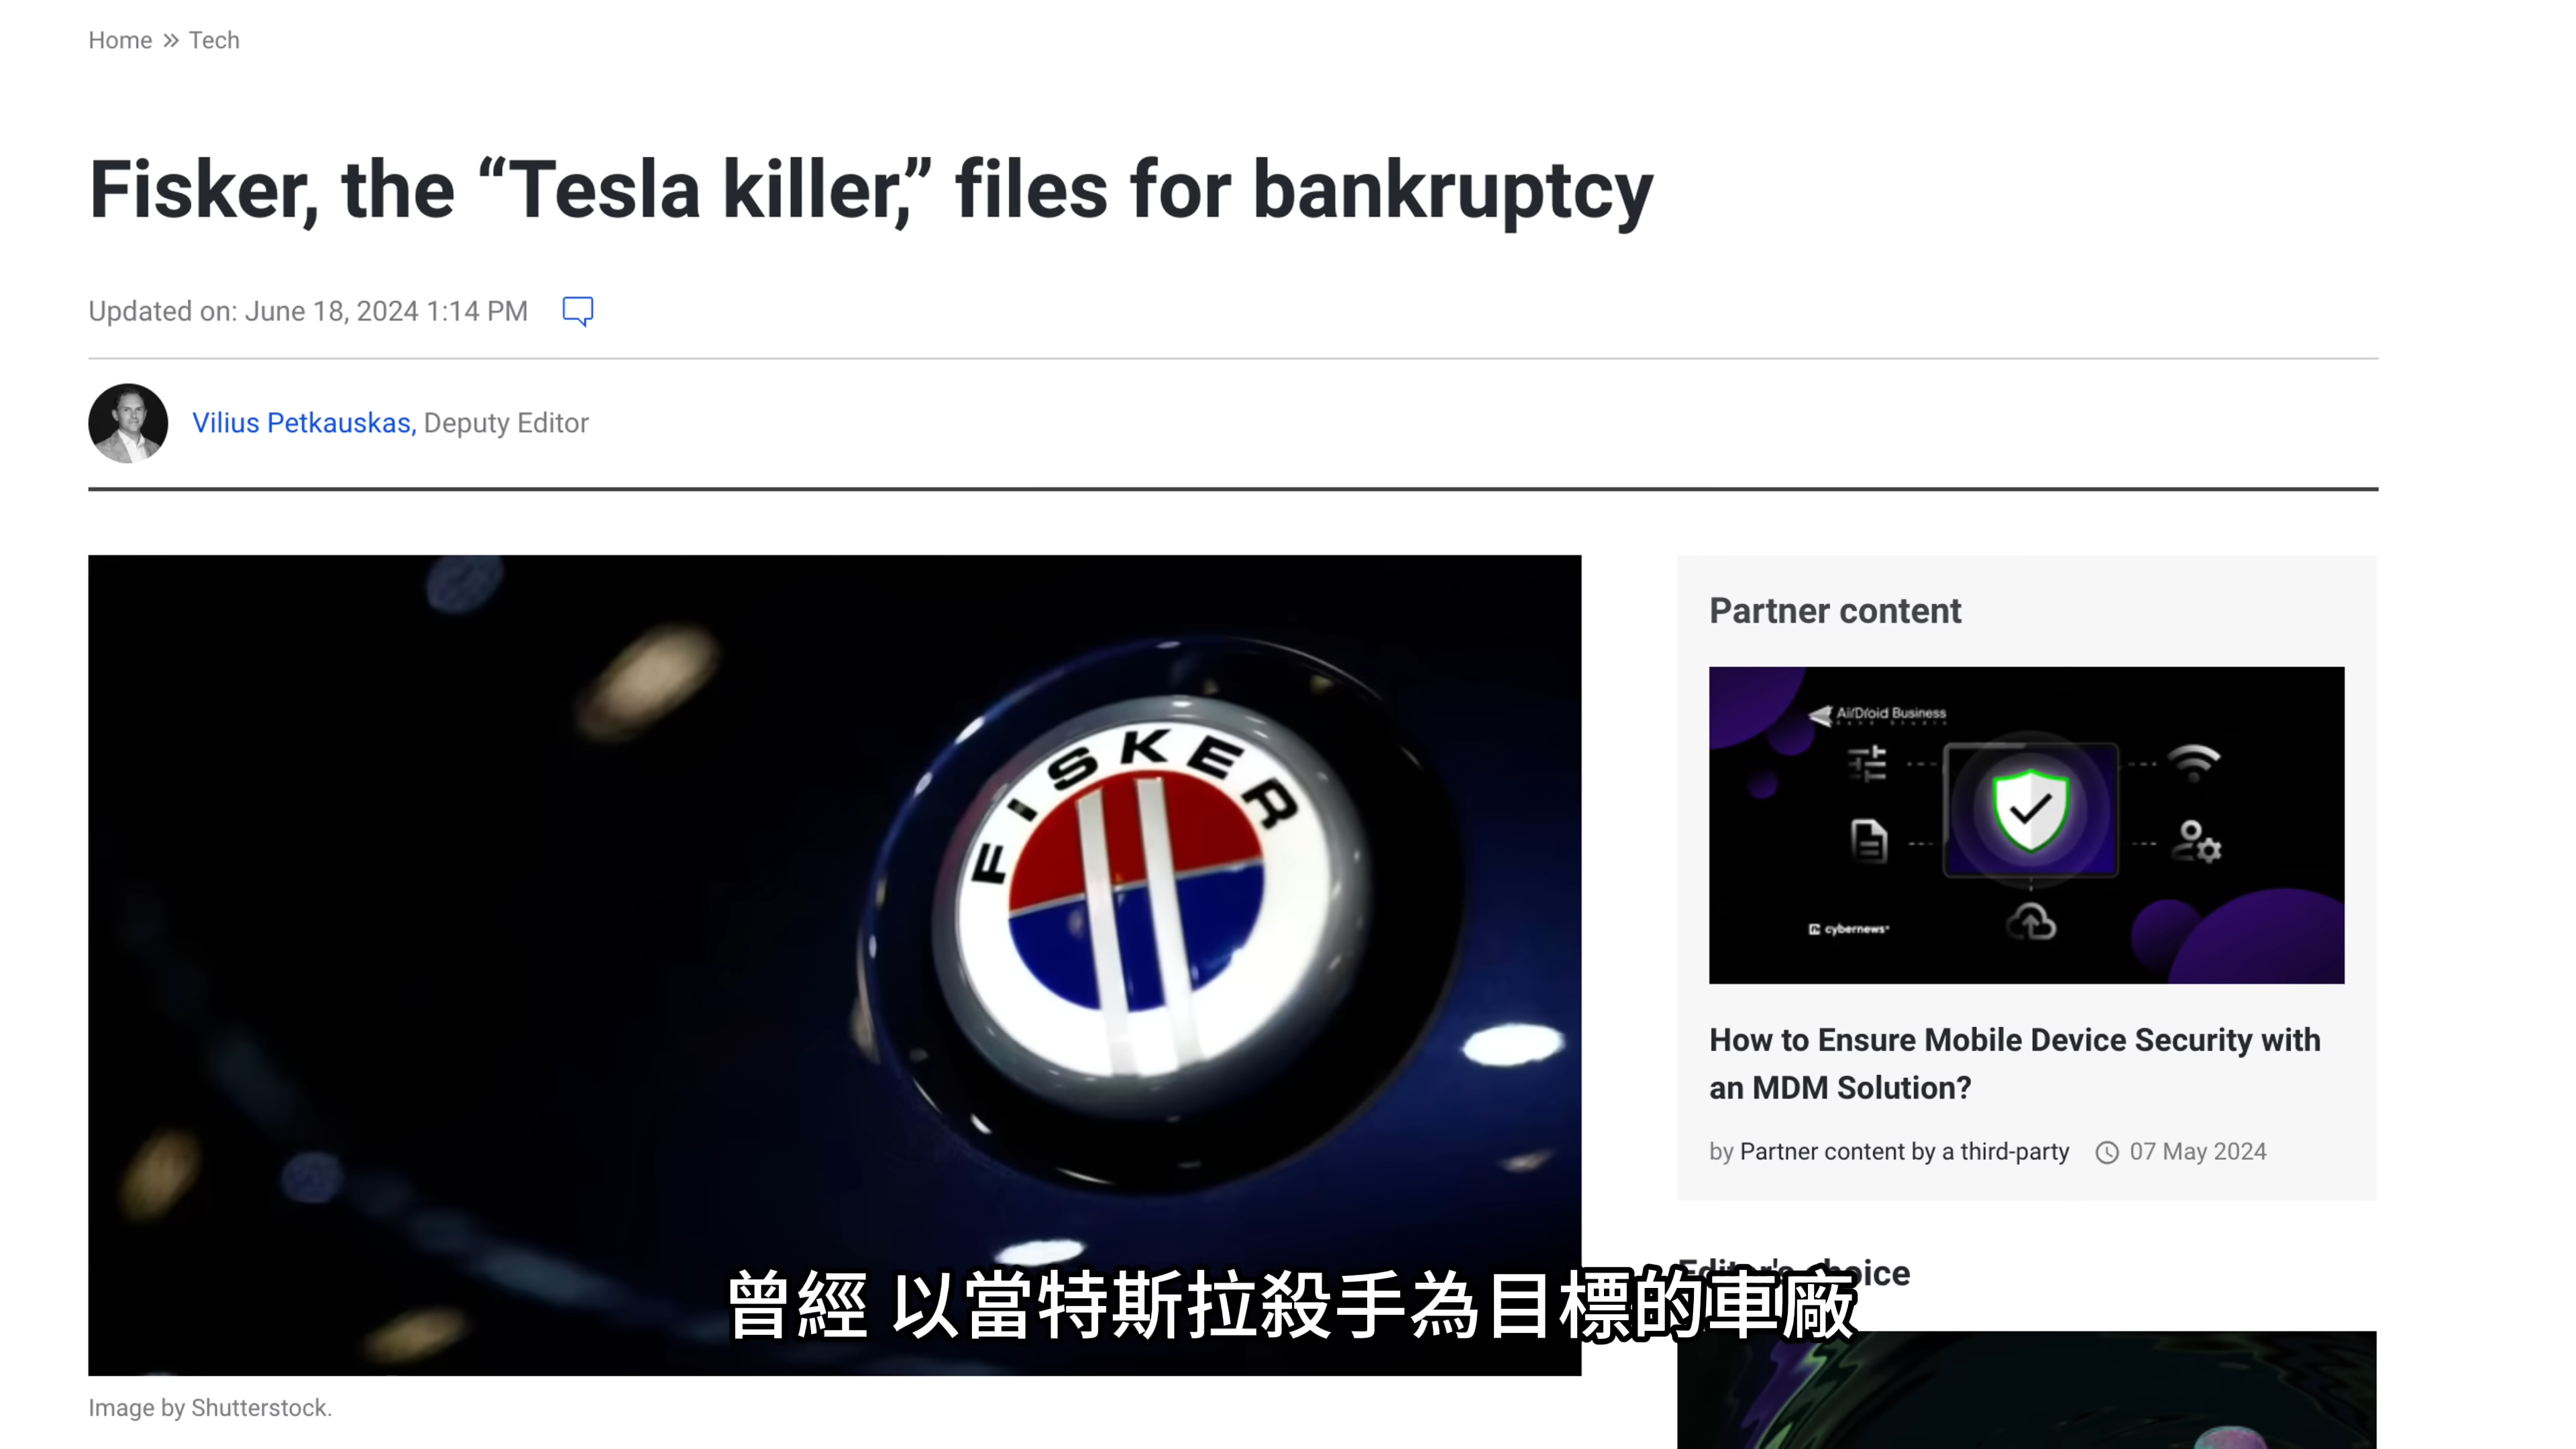 Home » Tech
Fisker, the “Tesla killer,” files for bankruptcy
Updated on: June 18, 2024 1:14 PM
Vilius Petkauskas, Deputy Editor
FISKER
Partner content
AirDroid Business
cybernews®
How to Ensure Mobile Device Security with
an MDM Solution?
by Partner content by a third-party 07 May 2024
Editor's choice
曾經 以當特斯拉殺手為目標的車廠
Image by Shutterstock.